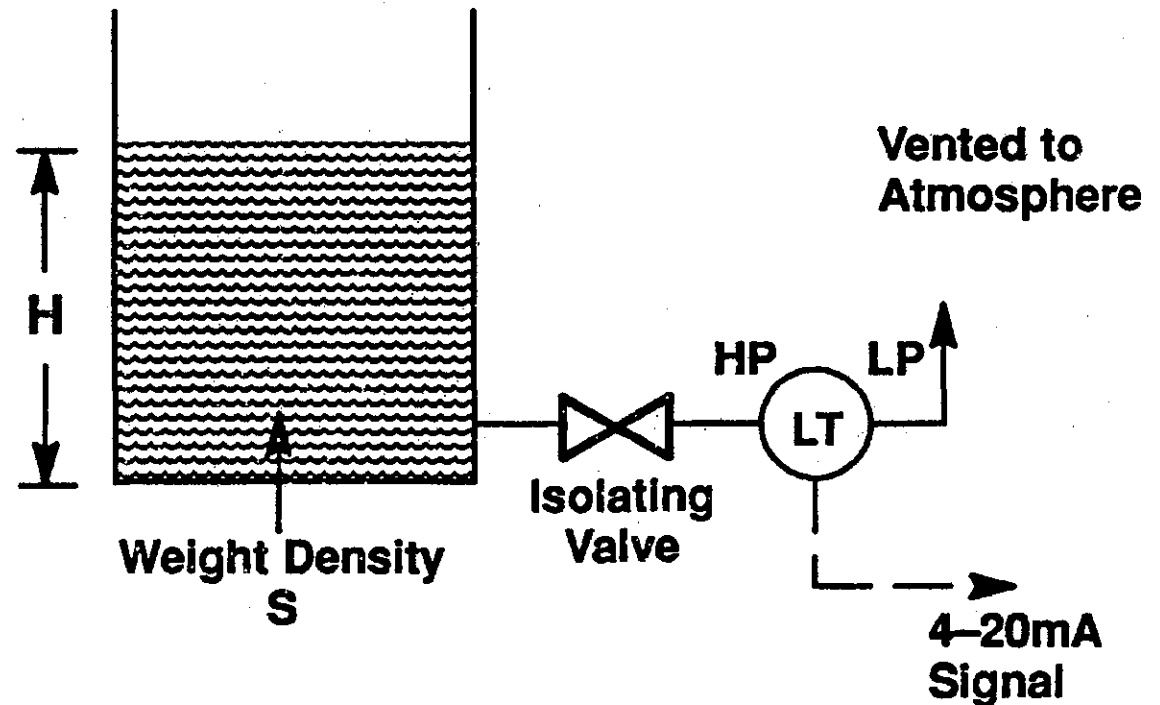 Vented to
Atmosphere
H
HP
LP
LT
Isolating
Valve
Weight Density
S
4–20mA
Signal